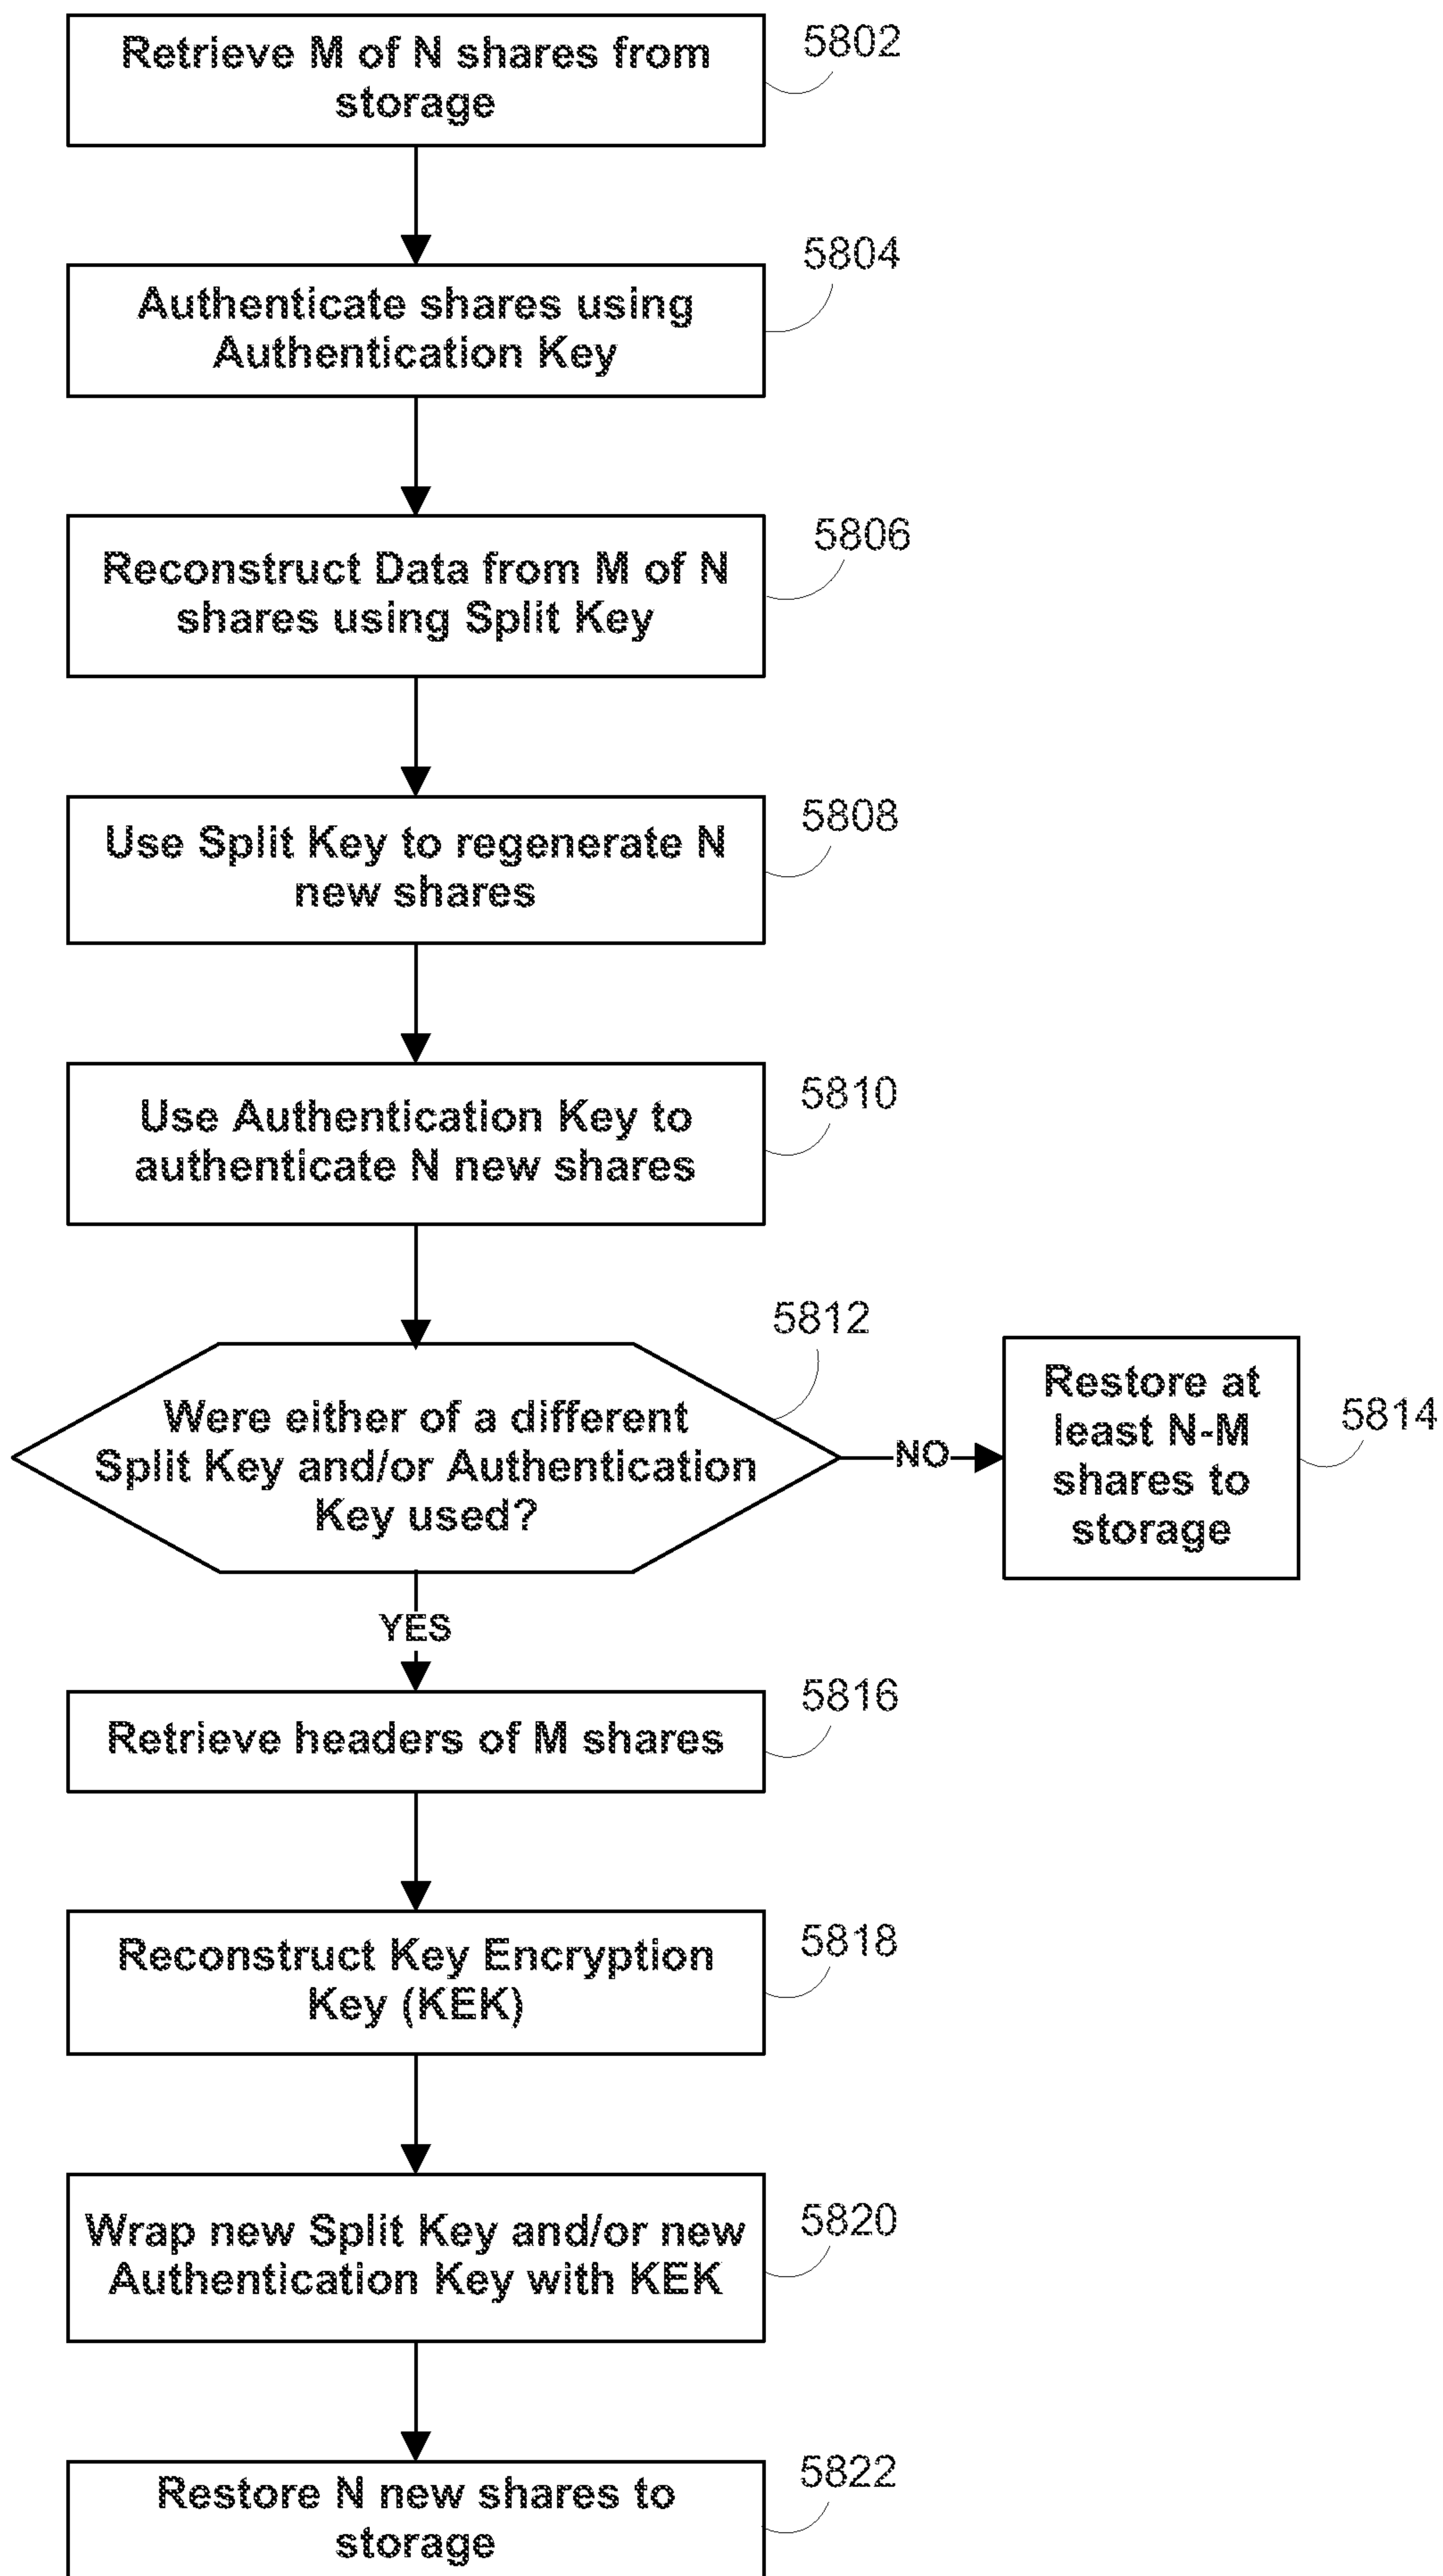 Retrieve M of N shares from
storage
5802
Authenticate shares using
Authentication Key
5804
Reconstruct Data from M of N
shares using Split Key
5806
Use Split Key to regenerate N
new shares
5808
Use Authentication Key to
authenticate N new shares
5810
Were either of a different
Split Key and/or Authentication
Key used?
5812
NO
Restore at
least N-M
shares to
storage
5814
YES
Retrieve headers of M shares
5816
Reconstruct Key Encryption
Key (KEK)
5818
Wrap new Split Key and/or new
Authentication Key with KEK
5820
Restore N new shares to
storage
5822